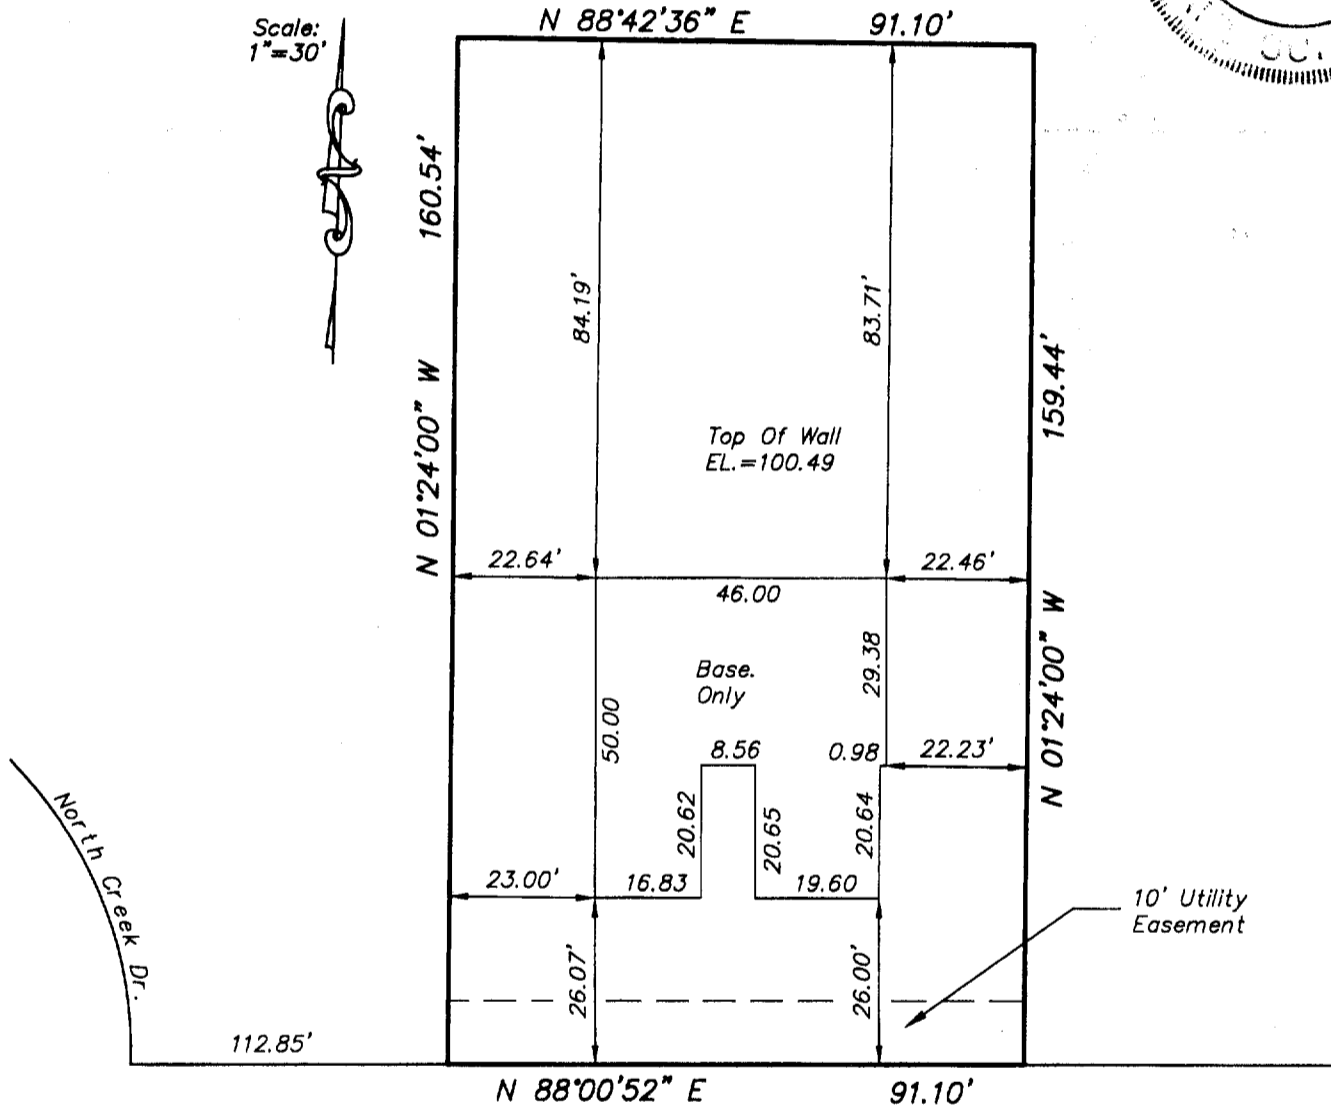 N 88°42'36" E 91.10'
Scale:
1"=30'
160.54'
N 01°24'00" W
84.19'
83.71'
159.44'
N 01°24'00" W
Top Of Wall
EL.=100.49
22.64'
46.00
22.46'
29.38
Base.
Only
50.00
8.56
0.98
22.23'
20.62
20.65
20.64
23.00'
16.83
19.60
North Creek Dr.
10' Utility
Easement
26.07'
26.00'
112.85'
N 88°00'52" E 91.10'